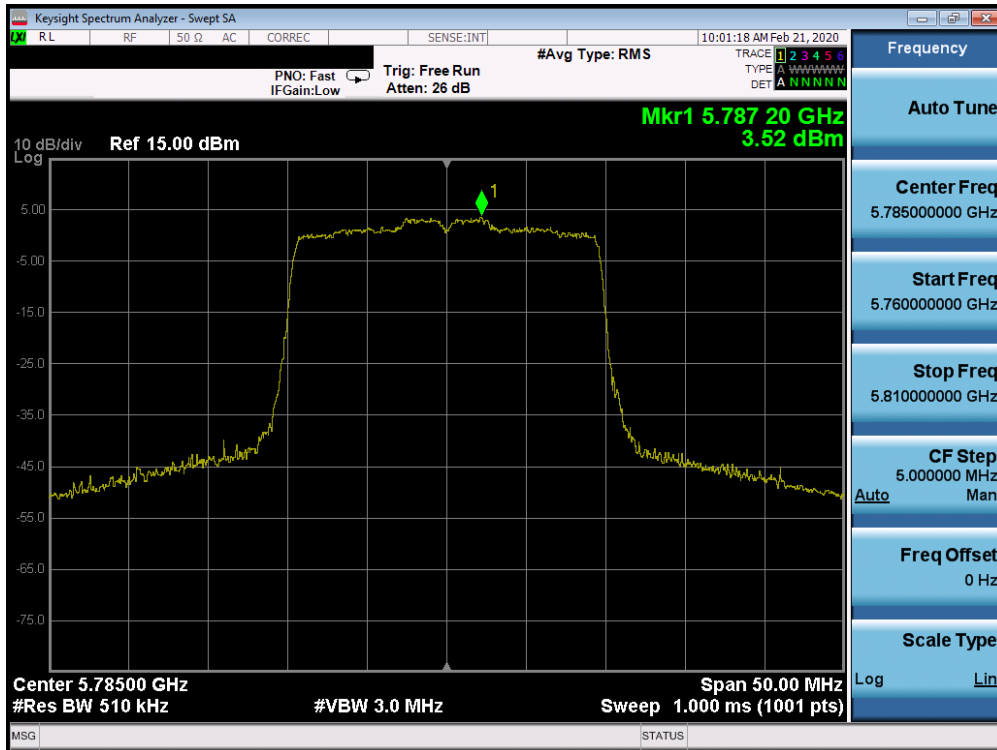 Keysight Spectrum Analyzer - Swept SA
LXI RL RF 50 Ω AC CORREC SENSE:INT 10:01:18 AM Feb 21, 2020
#Avg Type: RMS
TRACE 1 2 3 4 5 6
TYPE A WWWWW
DET A N N N N N
PNO: Fast
IFGain:Low
Trig: Free Run
Atten: 26 dB
Mkr1 5.787 20 GHz
3.52 dBm
10 dB/div
Log
Ref 15.00 dBm
1
5.00
-5.00
-15.0
-25.0
-35.0
-45.0
-55.0
-65.0
-75.0
Center 5.78500 GHz
Span 50.00 MHz
#Res BW 510 kHz
#VBW 3.0 MHz
Sweep 1.000 ms (1001 pts)
MSG
STATUS
Frequency
Auto Tune
Center Freq
5.785000000 GHz
Start Freq
5.760000000 GHz
Stop Freq
5.810000000 GHz
CF Step
5.000000 MHz
Auto Man
Freq Offset
0 Hz
Scale Type
Log Lin